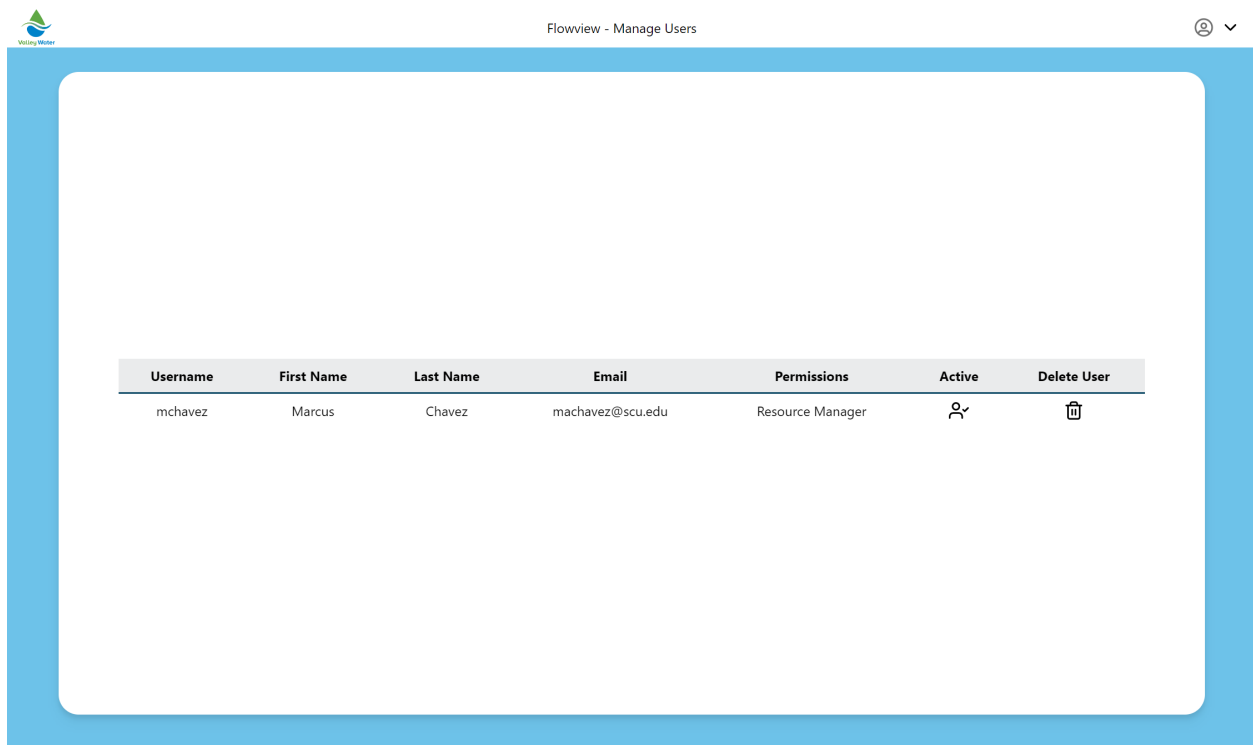 Valley Water
Flowview - Manage Users
Username First Name Last Name Email Permissions Active Delete User
mchavez Marcus Chavez machavez@scu.edu Resource Manager